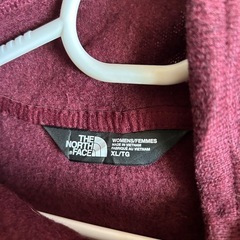 THE
NORTH
FACE
WOMENS/FEMMES
MADE IN VIETNAM
FABRIQUÉ AU VIETNAM
XL/TG